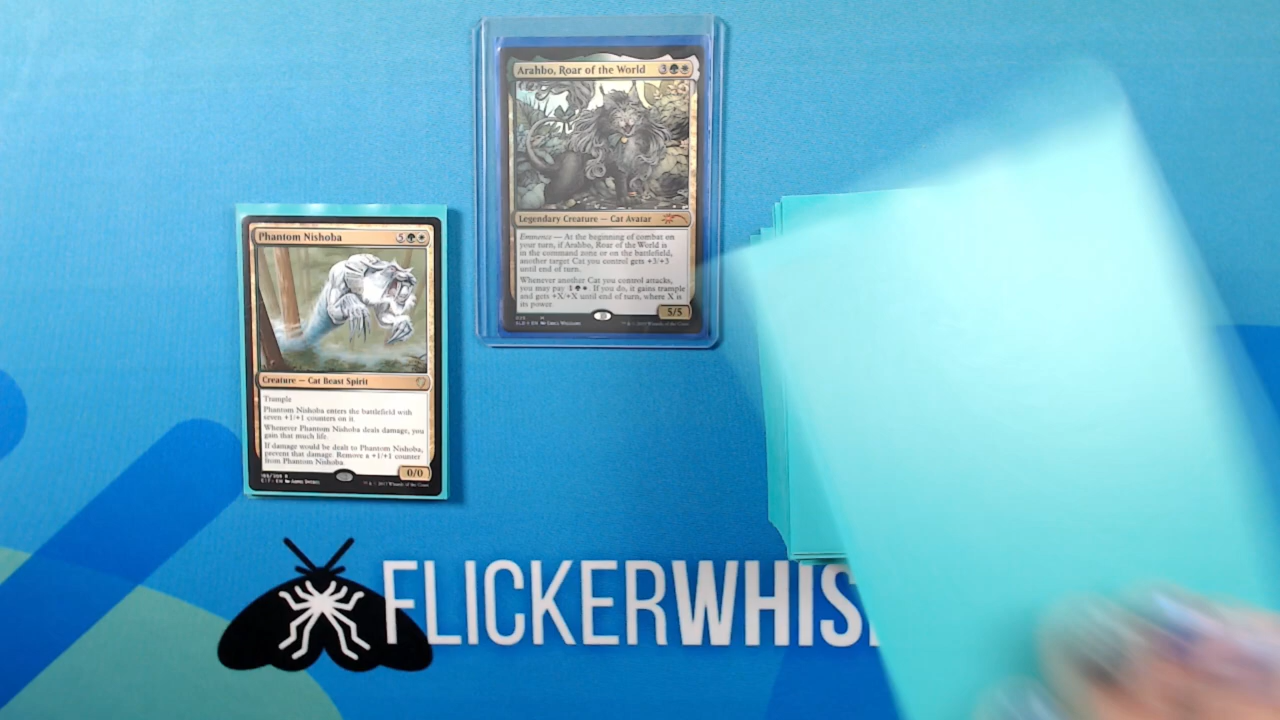 Arahbo, Roar of the World
3
Legendary Creature — Cat Avatar
Eminence — At the beginning of combat on
your turn, if Arahbo, Roar of the World is
in the command zone or on the battlefield,
another target Cat you control gets +3/+3
until end of turn.
Whenever another Cat you control attacks,
you may pay 1. If you do, it gains trample
and gets +X/+X until end of turn, where X is
its power.
5/5
Phantom Nishoba
5
Creature — Cat Beast Spirit
Trample
Phantom Nishoba enters the battlefield with
seven +1/+1 counters on it.
Whenever Phantom Nishoba deals damage, you
gain that much life.
If damage would be dealt to Phantom Nishoba,
prevent that damage. Remove a +1/+1 counter
from Phantom Nishoba.
0/0
FLICKERWHIS